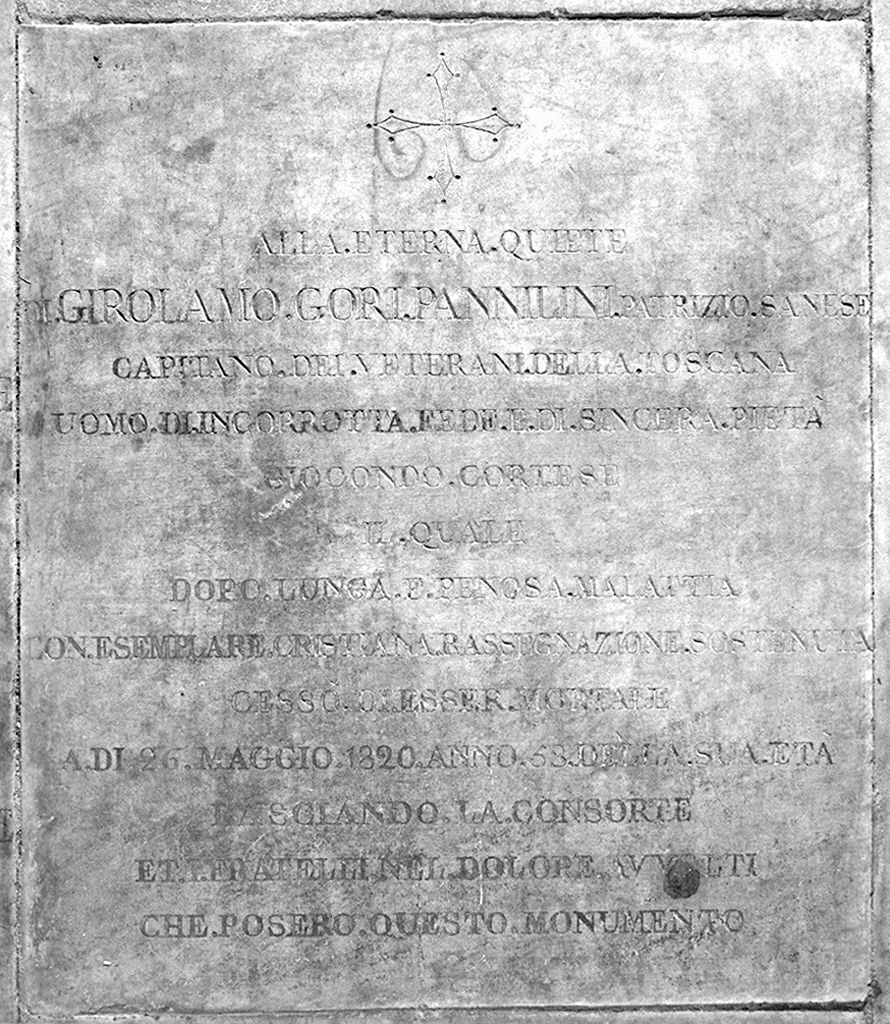 ALLA.ETERNA.QUIETE
DI.GIROLAMO.GORI.PANNILINI.PATRIZIO.SANESE
CAPITANO.DEI.VETERANI.DELLA.TOSCANA
UOMO.DI.INCORROTTA.FEDE.E.DI.SINCERA.PIETÀ
GIOCONDO.CORTESE
IL.QUALE
DOPO.LUNGA.E.PENOSA.MALATTIA
CON.ESEMPLARE.CRISTIANA.RASSEGNAZIONE.SOSTENUTA
CESSÒ.DI.ESSER.MORTALE
A.DI.26.MAGGIO.1820.ANNO.53.DELLA.SUA.ETÀ
LASCIANDO.LA.CONSORTE
ET.I.FRATELLI.NEL.DOLORE.AVVOLTI
CHE.POSERO.QUESTO.MONUMENTO